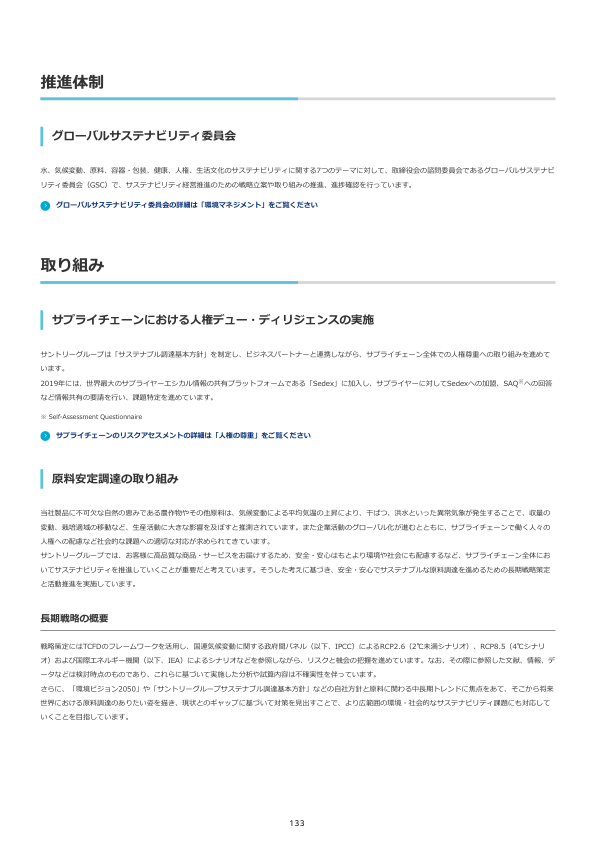 推進体制
グローバルサステナビリティ委員会
水、気候変動、原料、容器・包装、健康、人権、生活文化のサステナビリティに関する7つのテーマに対して、取締役会の諮問委員会であるグローバルサステナビ
リティ委員会（GSC）で、サステナビリティ経営推進のための戦略立案や取り組みの推進、進捗確認を行っています。
グローバルサステナビリティ委員会の詳細は「環境マネジメント」をご覧ください
取り組み
サプライチェーンにおける人権デュー・ディリジェンスの実施
サントリーグループは「サステナブル調達基本方針」を制定し、ビジネスパートナーと連携しながら、サプライチェーン全体での人権尊重への取り組みを進めて
います。
2019年には、世界最大のサプライヤーエシカル情報の共有プラットフォームである「Sedex」に加入し、サプライヤーに対してSedexへの加盟、SAQ※への回答
など情報共有の要請を行い、課題特定を進めています。
※ Self-Assessment Questionnaire
サプライチェーンのリスクアセスメントの詳細は「人権の尊重」をご覧ください
原料安定調達の取り組み
当社製品に不可欠な自然の恵みである農作物やその他原料は、気候変動による平均気温の上昇により、干ばつ、洪水といった異常気象が発生することで、収量の
変動、栽培適域の移動など、生産活動に大きな影響を及ぼすと推測されています。また企業活動のグローバル化が進むとともに、サプライチェーンで働く人々の
人権への配慮など社会的な課題への適切な対応が求められてきています。
サントリーグループでは、お客様に高品質な商品・サービスをお届けするため、安全・安心はもとより環境や社会にも配慮するなど、サプライチェーン全体にお
いてサステナビリティを推進していくことが重要だと考えています。そうした考えに基づき、安全・安心でサステナブルな原料調達を進めるための長期戦略策定
と活動推進を実施しています。
長期戦略の概要
戦略策定にはTCFDのフレームワークを活用し、国連気候変動に関する政府間パネル（以下、IPCC）によるRCP2.6（2℃未満シナリオ）、RCP8.5（4℃シナリ
オ）および国際エネルギー機関（以下、IEA）によるシナリオなどを参照しながら、リスクと機会の把握を進めています。なお、その際に参照した文献、情報、デ
ータなどは検討時点のものであり、これらに基づいて実施した分析や試算内容は不確実性を伴っています。
さらに、「環境ビジョン2050」や「サントリーグループサステナブル調達基本方針」などの自社方針と原料に関わる中長期トレンドに焦点をあて、そこから将来
世界における原料調達のありたい姿を描き、現状とのギャップに基づいて対策を見出すことで、より広範囲の環境・社会的なサステナビリティ課題にも対応して
いくことを目指しています。
133